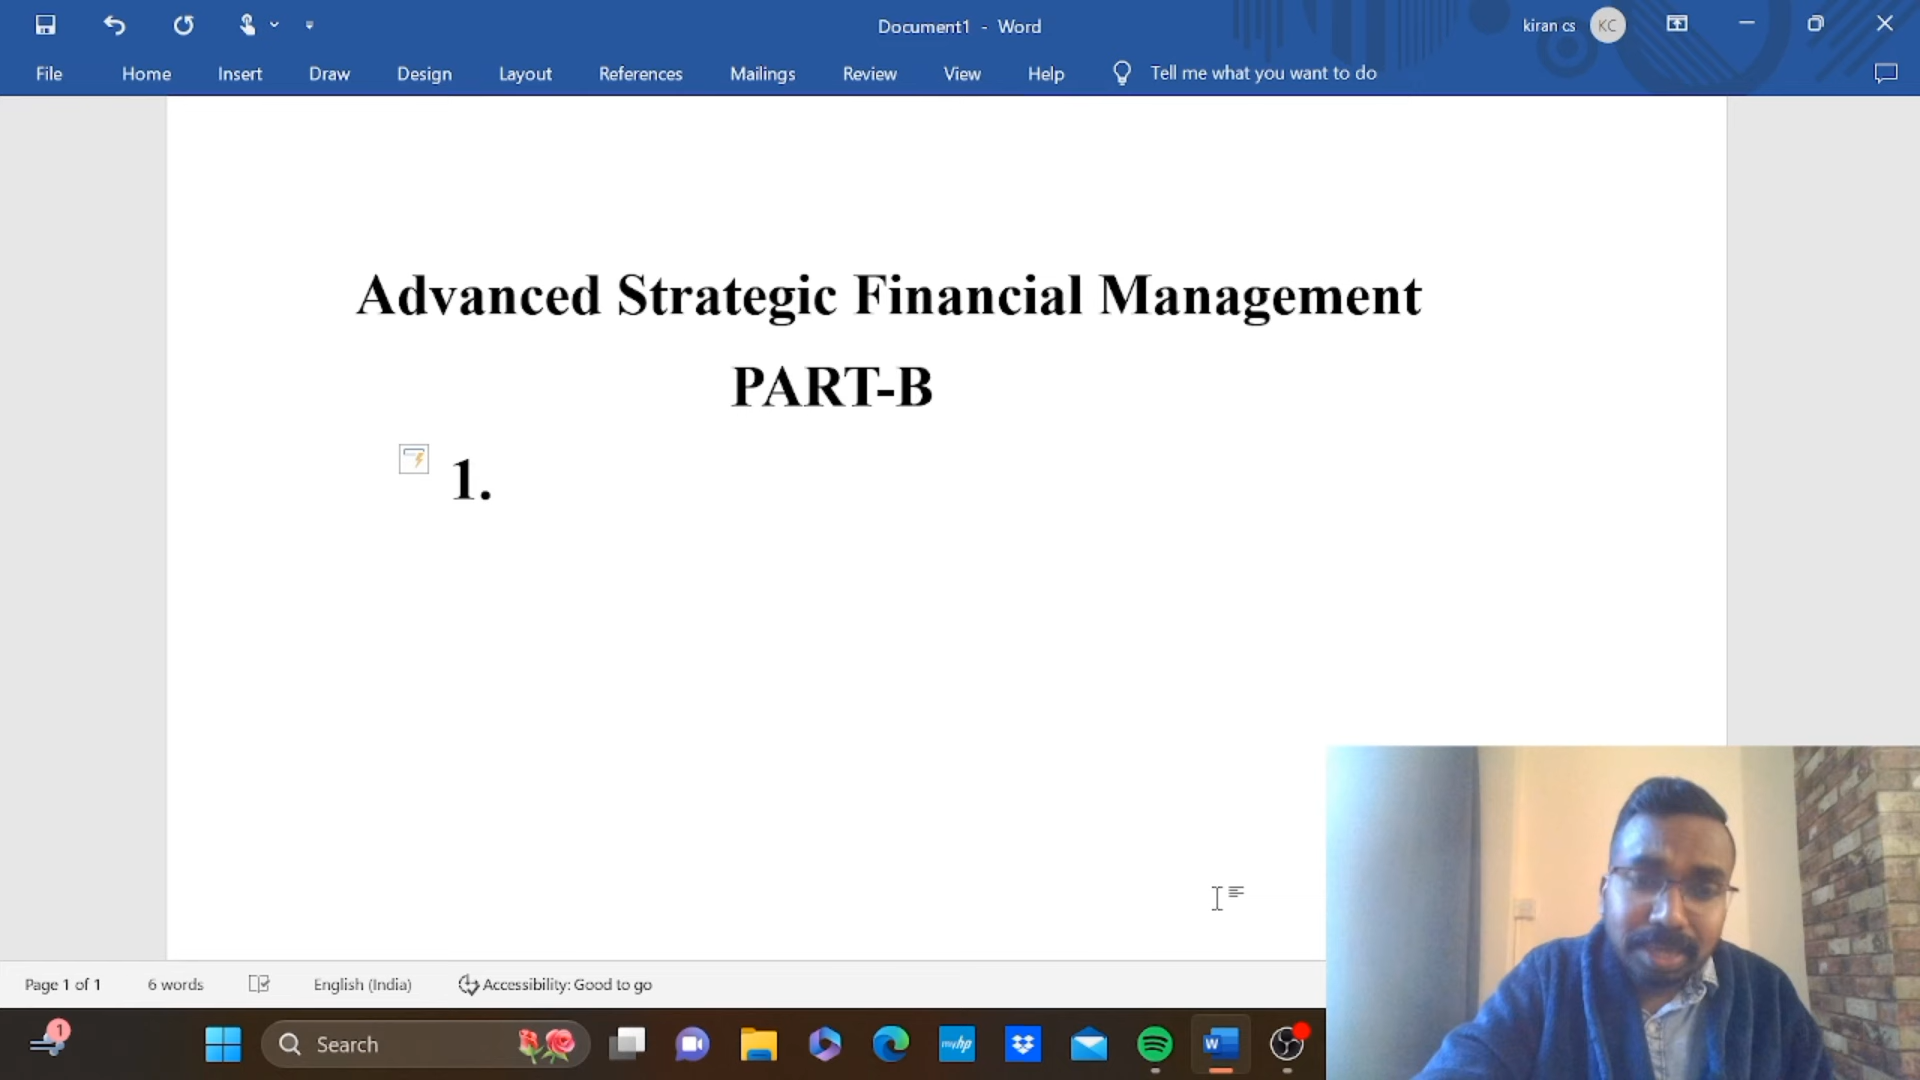 Document1 - Word
kiran cs KC
File Home Insert Draw Design Layout References Mailings Review View Help Tell me what you want to do
Advanced Strategic Financial Management
PART-B
1.
Page 1 of 1 6 words English (India) Accessibility: Good to go
1 Search myhp W